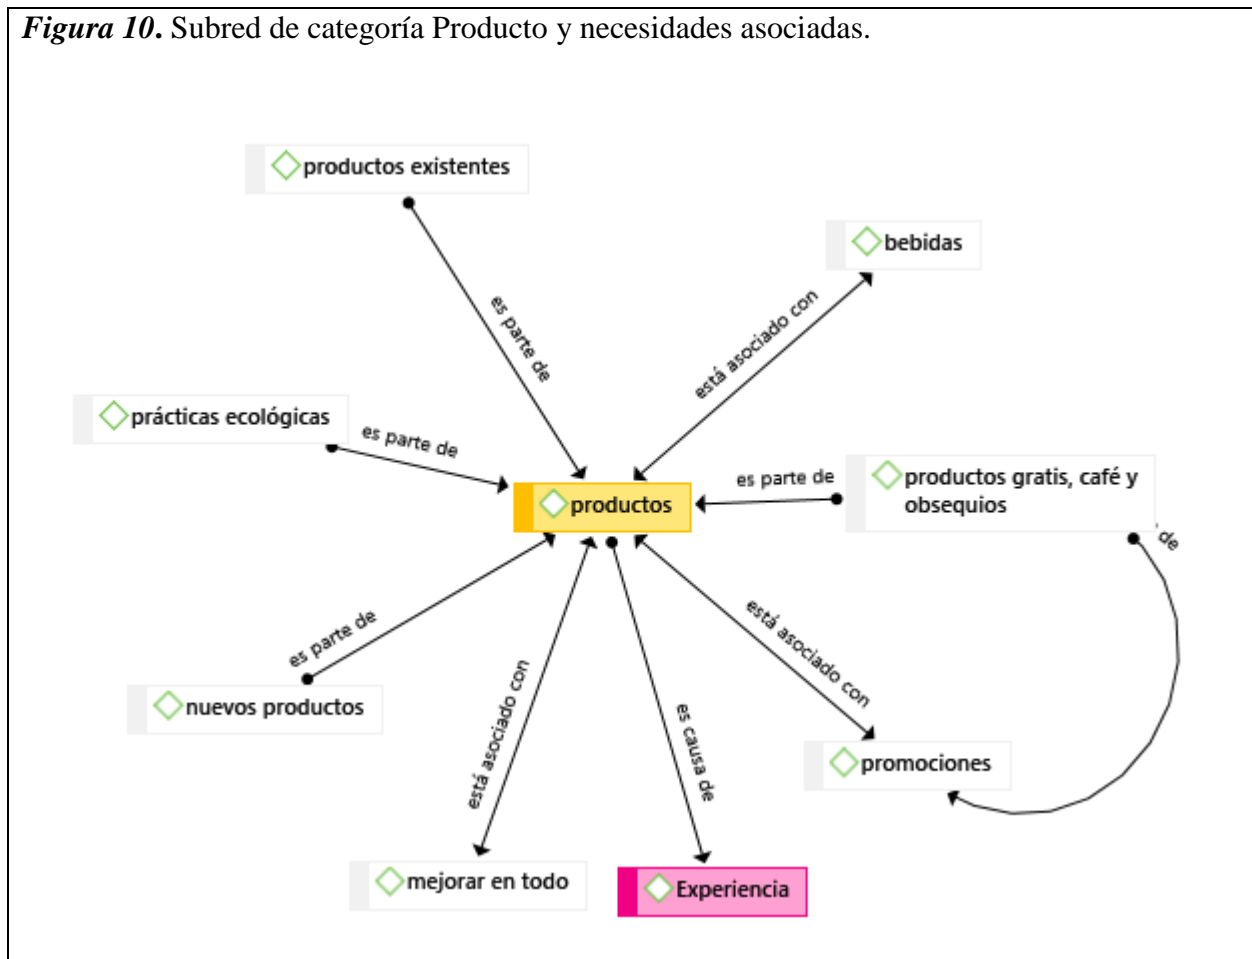 Figura 10. Subred de categoría Producto y necesidades asociadas.
productos existentes
bebidas
es parte de
está asociado con
prácticas ecológicas
es parte de
productos gratis, café y
obsequios
es parte de
productos
de
es parte de
está asociado con
nuevos productos
está asociado con
es causa de
promociones
mejorar en todo
Experiencia